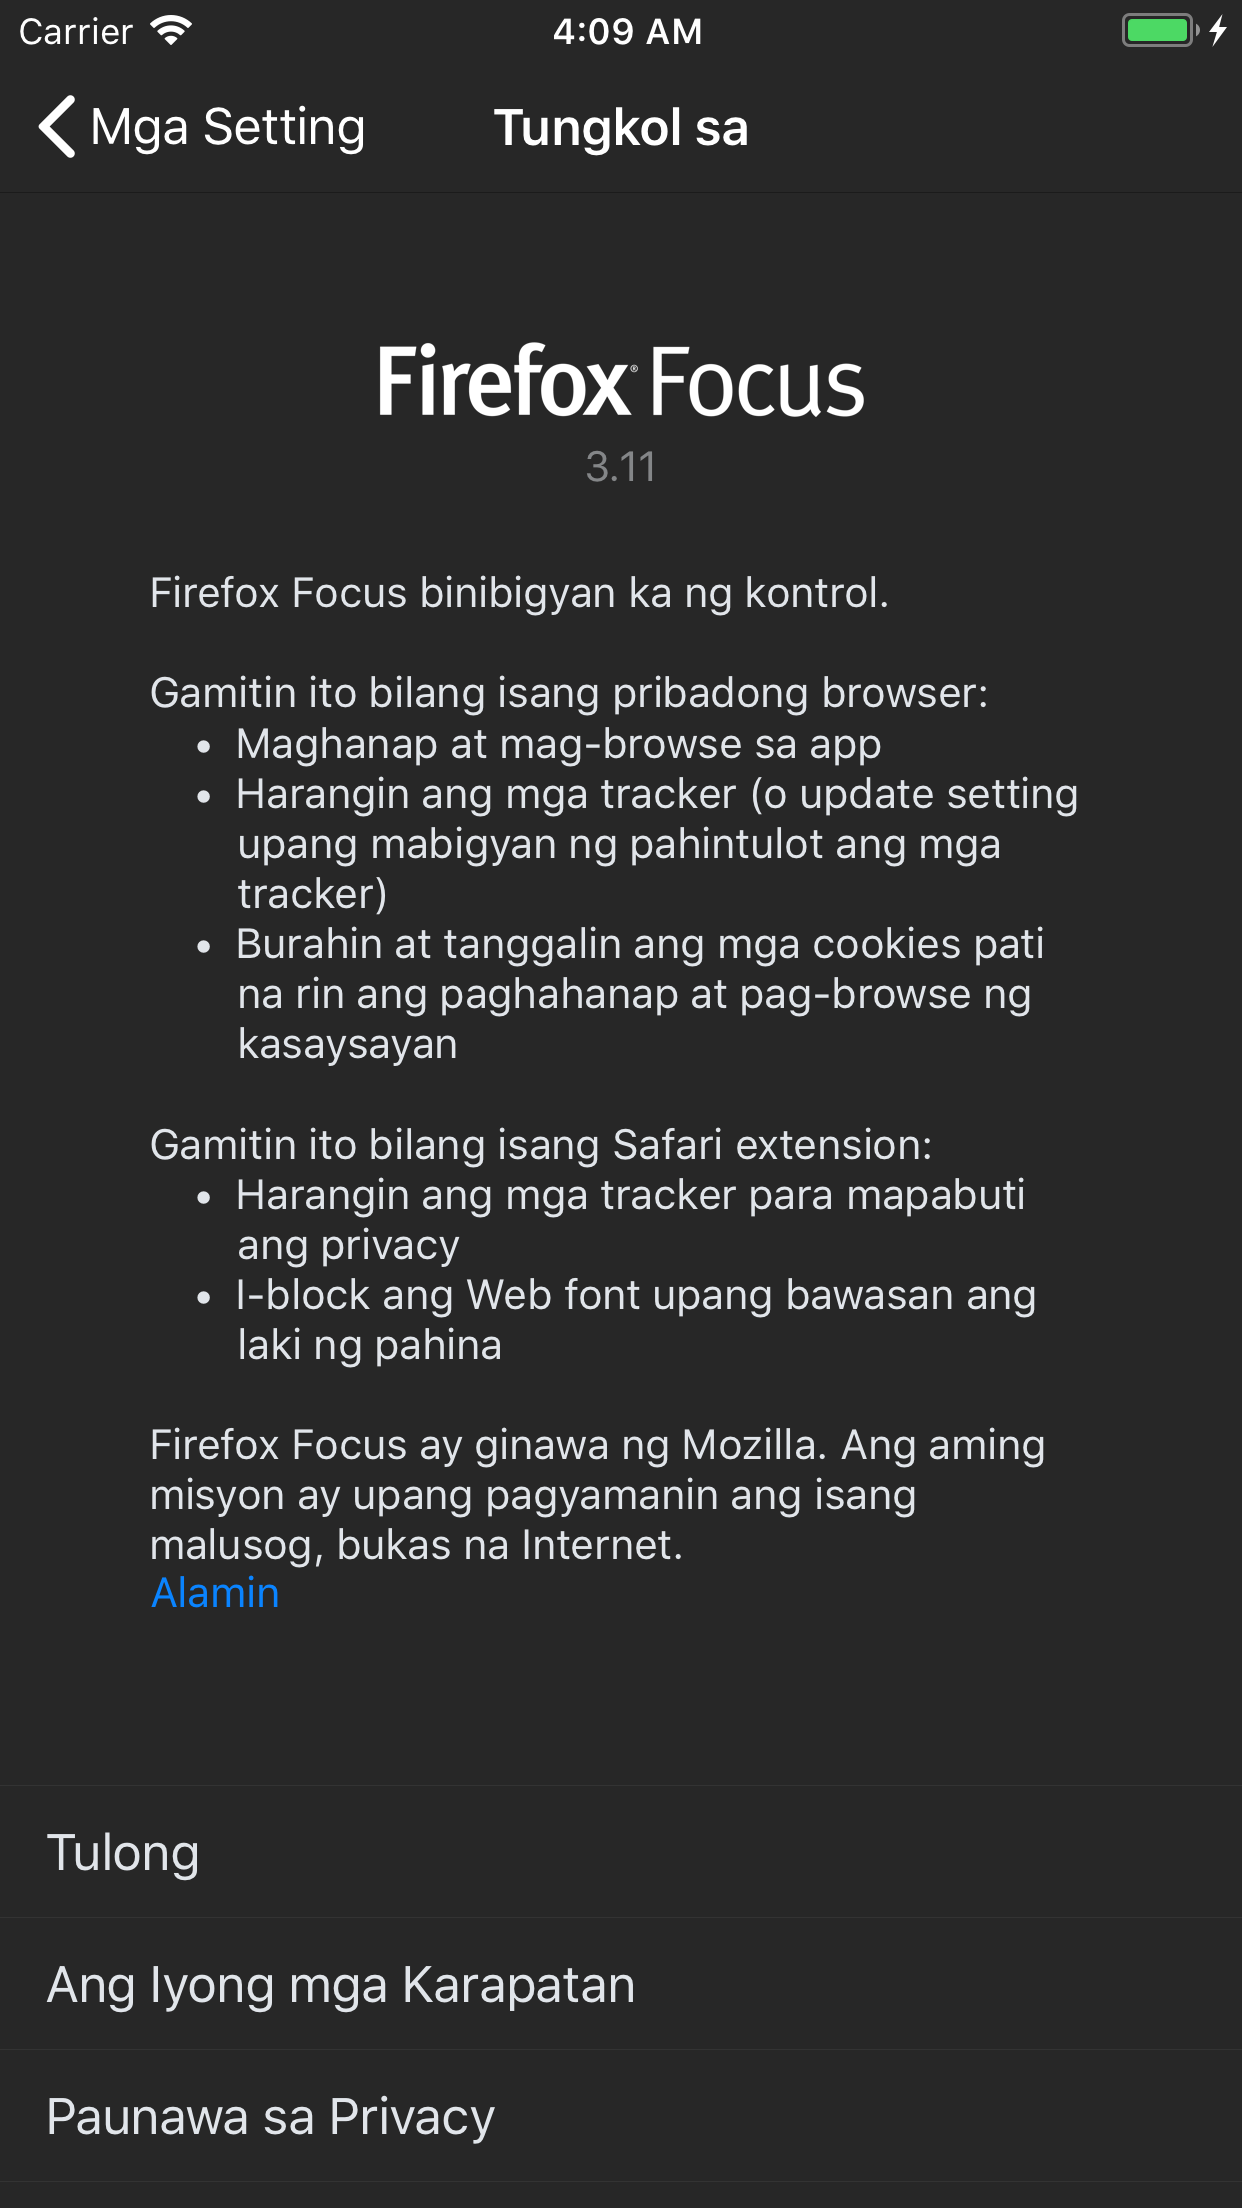 Carrier 4:09 AM
Mga Setting Tungkol sa
Firefox® Focus
3.11
Firefox Focus binibigyan ka ng kontrol.
Gamitin ito bilang isang pribadong browser:
• Maghanap at mag-browse sa app
• Harangin ang mga tracker (o update setting
upang mabigyan ng pahintulot ang mga
tracker)
• Burahin at tanggalin ang mga cookies pati
na rin ang paghahanap at pag-browse ng
kasaysayan
Gamitin ito bilang isang Safari extension:
• Harangin ang mga tracker para mapabuti
ang privacy
• I-block ang Web font upang bawasan ang
laki ng pahina
Firefox Focus ay ginawa ng Mozilla. Ang aming
misyon ay upang pagyamanin ang isang
malusog, bukas na Internet.
Alamin
Tulong
Ang Iyong mga Karapatan
Paunawa sa Privacy